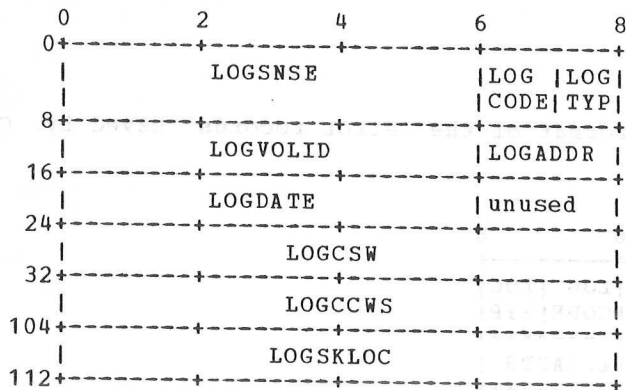 0 2 4 6 8
0+--------+--------+--------+--------+
| LOGSNSE |LOG |LOG|
| |CODE|TYP|
8+--------+--------+--------+--------+
| LOGVOLID |LOGADDR |
16+--------+--------+--------+--------+
| LOGDATE |unused |
24+--------+--------+--------+--------+
| LOGCSW |
32+--------+--------+--------+--------+
| LOGCCWS |
104+--------+--------+--------+--------+
| LOGSKLOC |
112+--------+--------+--------+--------+